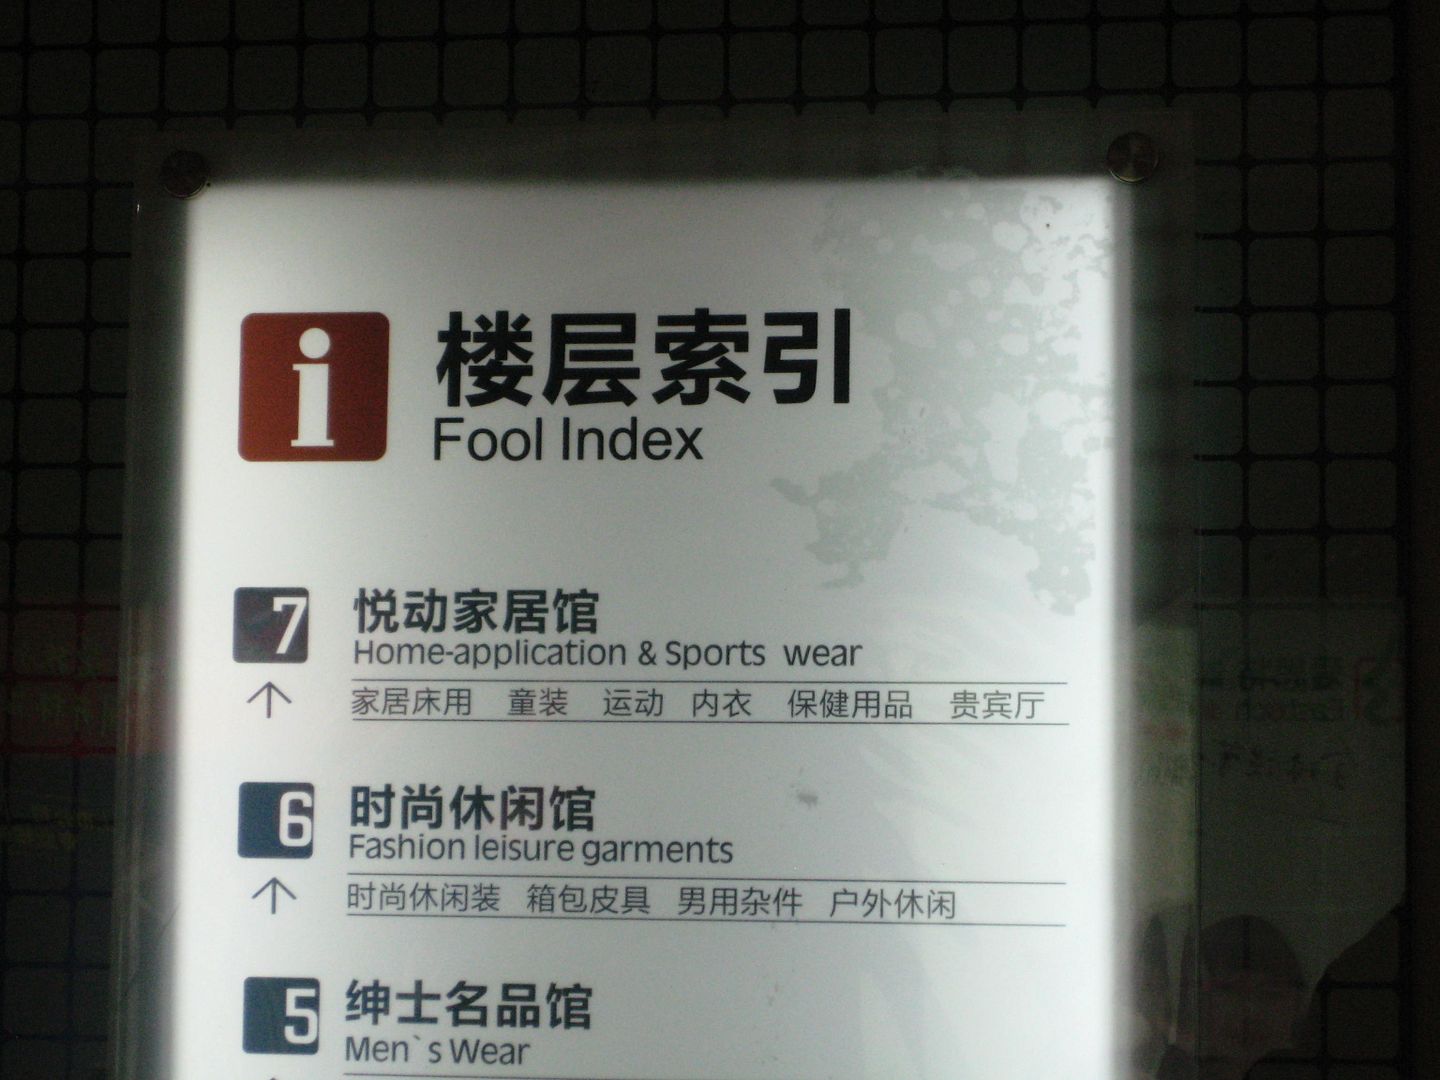 i
楼层索引
Fool Index
7
悦动家居馆
Home-application & Sports wear
家居床用 童装 运动 内衣 保健用品 贵宾厅
6
时尚休闲馆
Fashion leisure garments
时尚休闲装 箱包皮具 男用杂件 户外休闲
5
绅士名品馆
Men`s Wear